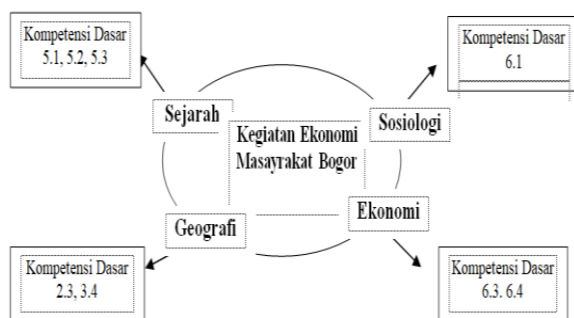 Kompetensi Dasar
5.1, 5.2, 5.3
Kompetensi Dasar
6.1
Sejarah
Sosiologi
Kegiatan Ekonomi
Masayrakat Bogor
Geografi
Ekonomi
Kompetensi Dasar
2.3, 3.4
Kompetensi Dasar
6.3. 6.4